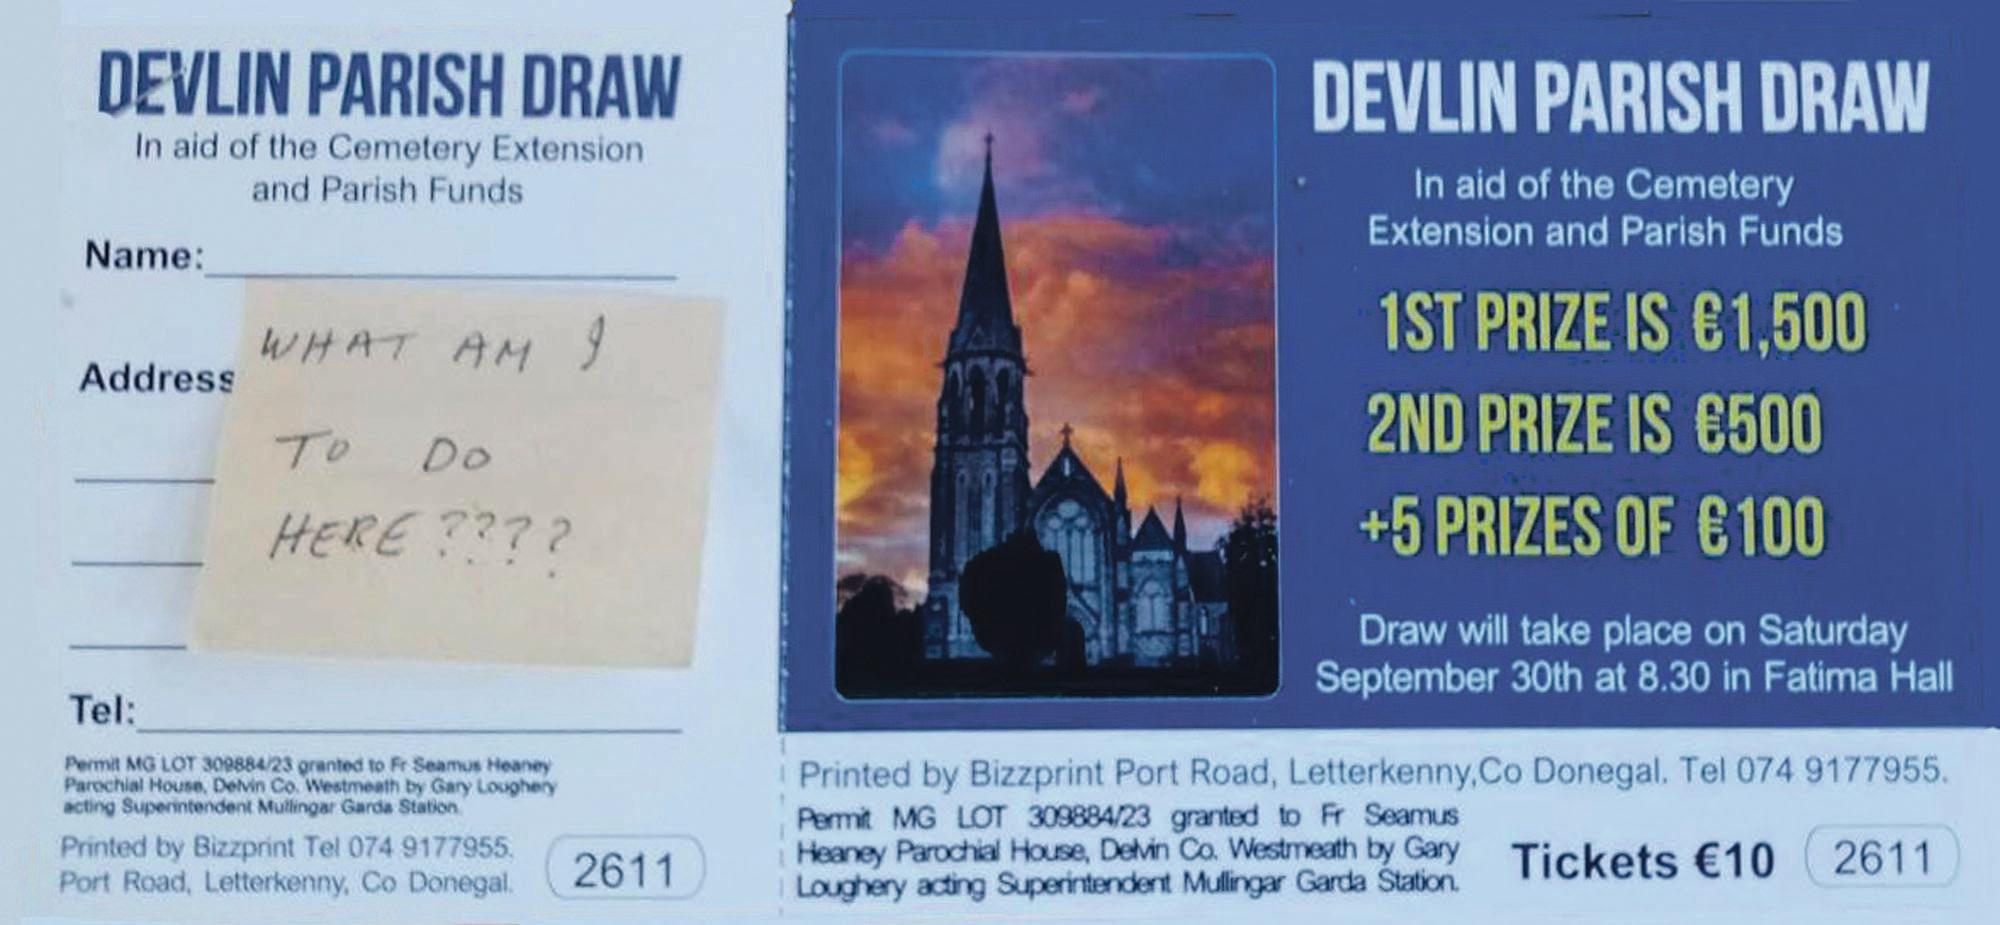 DEVLIN PARISH DRAW
In aid of the Cemetery Extension
and Parish Funds
Name:
Address
WHAT AM I
TO DO
HERE????
Tel:
Permit MG LOT 309884/23 granted to Fr Seamus Heaney
Parochial House, Delvin Co. Westmeath by Gary Loughery
acting Superintendent Mullingar Garda Station.
Printed by Bizzprint Tel 074 9177955.
Port Road, Letterkenny, Co Donegal.
2611
DEVLIN PARISH DRAW
In aid of the Cemetery
Extension and Parish Funds
1ST PRIZE IS €1,500
2ND PRIZE IS €500
+5 PRIZES OF €100
Draw will take place on Saturday
September 30th at 8.30 in Fatima Hall
Printed by Bizzprint Port Road, Letterkenny,Co Donegal. Tel 074 9177955.
Permit MG LOT 309884/23 granted to Fr Seamus
Heaney Parochial House, Delvin Co. Westmeath by Gary
Loughery acting Superintendent Mullingar Garda Station.
Tickets €10
2611